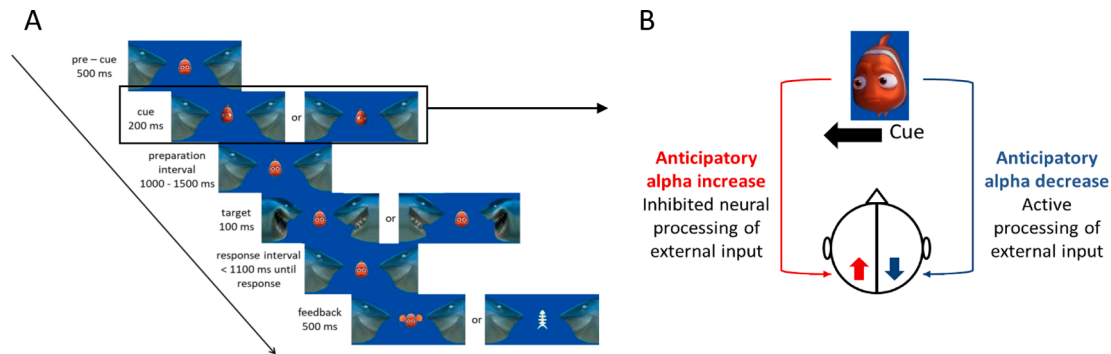 A
pre – cue
500 ms
cue
200 ms
or
preparation
interval
1000 - 1500 ms
target
100 ms
or
response interval
< 1100 ms until
response
feedback
500 ms
or
B
Cue
Anticipatory
alpha increase
Inhibited neural
processing of
external input
Anticipatory
alpha decrease
Active
processing of
external input